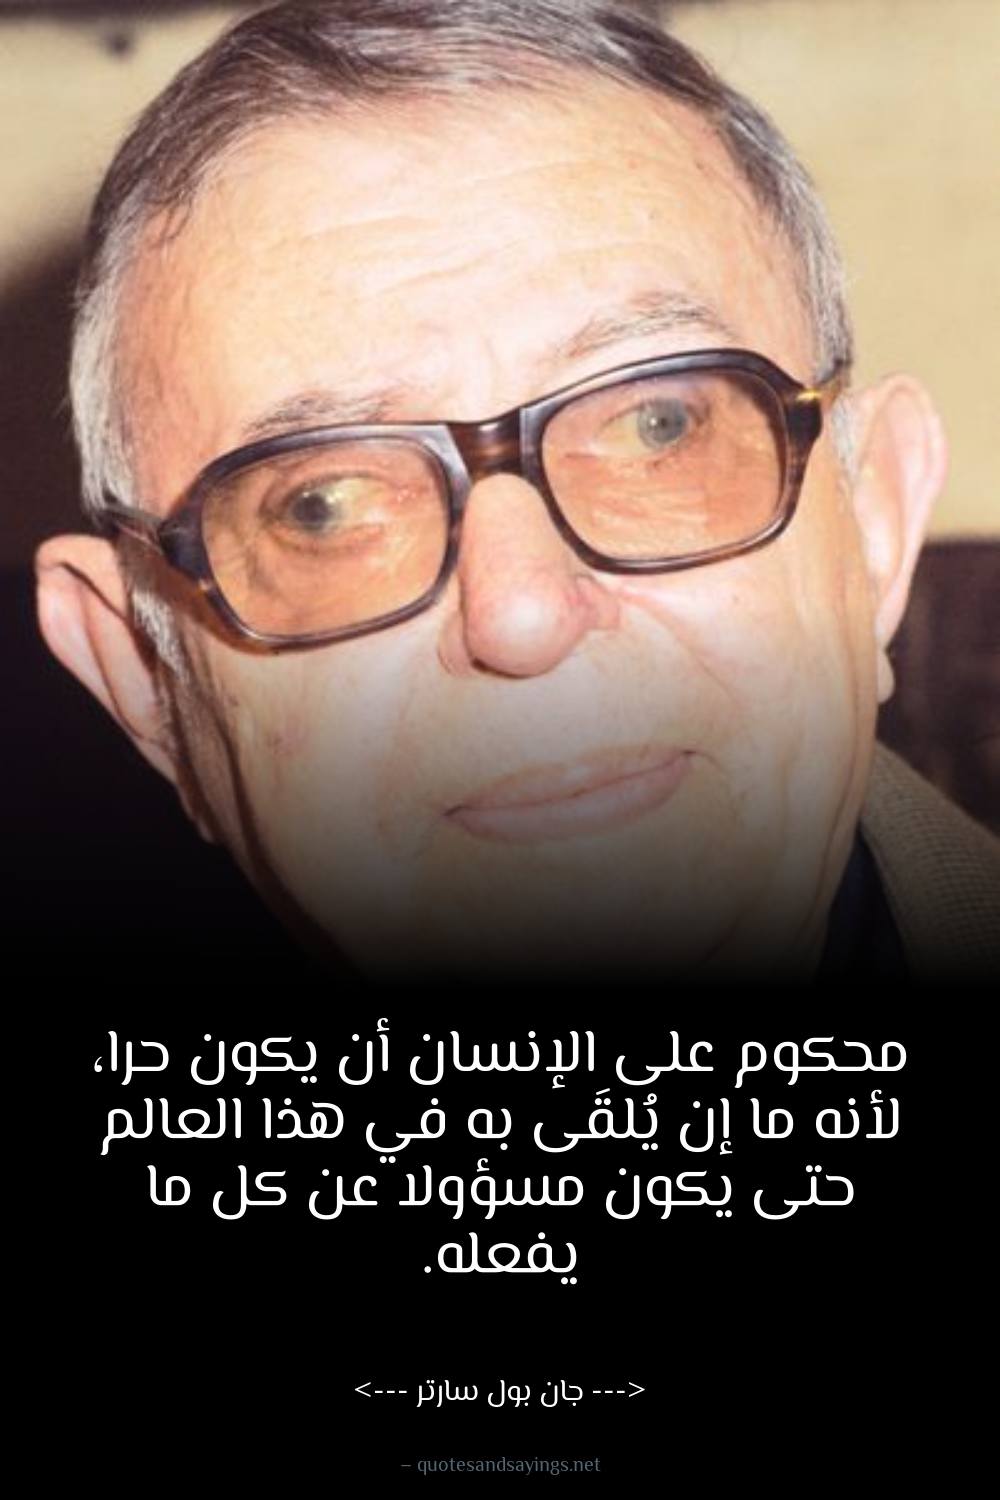 محكوم على الإنسان أن يكون حرا،
لأنه ما إن يُلقَى به في هذا العالم
حتى يكون مسؤولا عن كل ما
يفعله.
<--- جان بول سارتر --->
– quotesandsayings.net